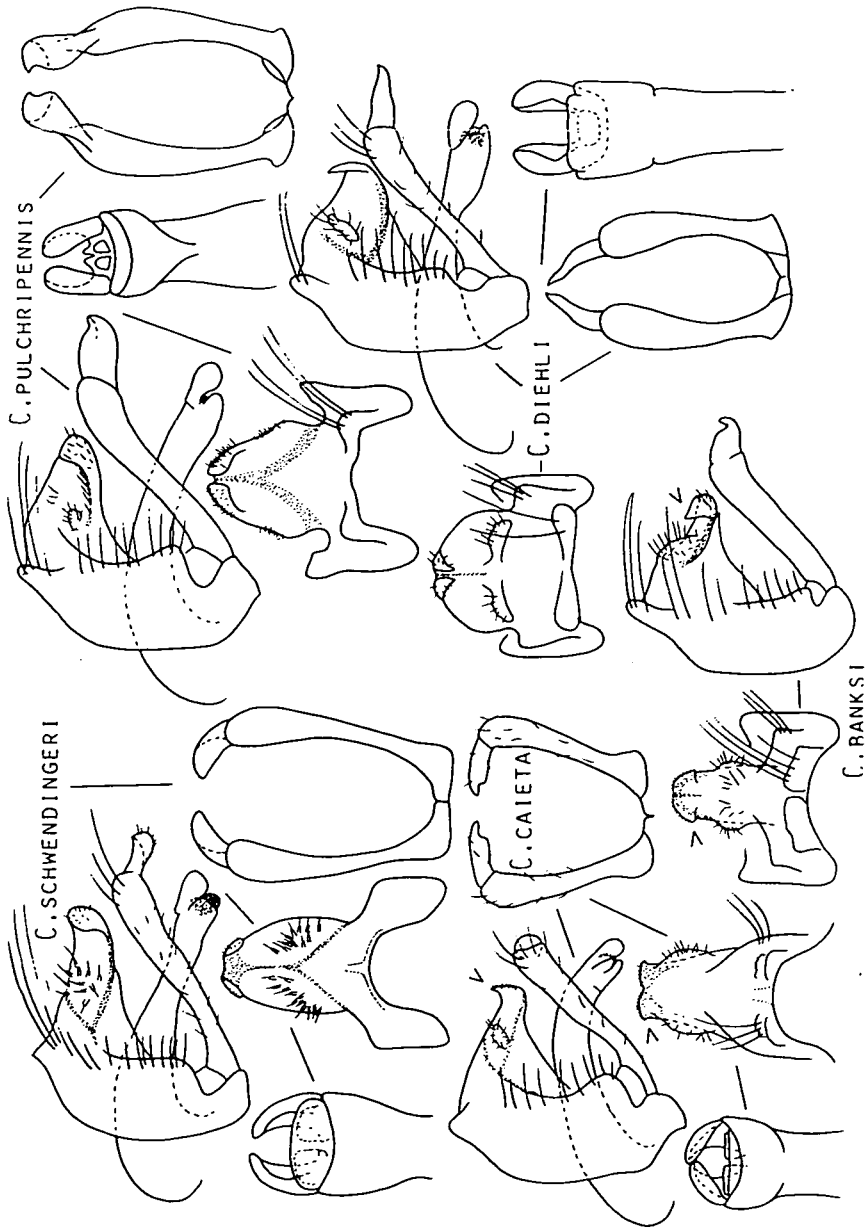 C. SCHWENDINGERI
C. PULCHRIPENNIS
C. CAIETA
C. DIEHLI
C. BANKSI